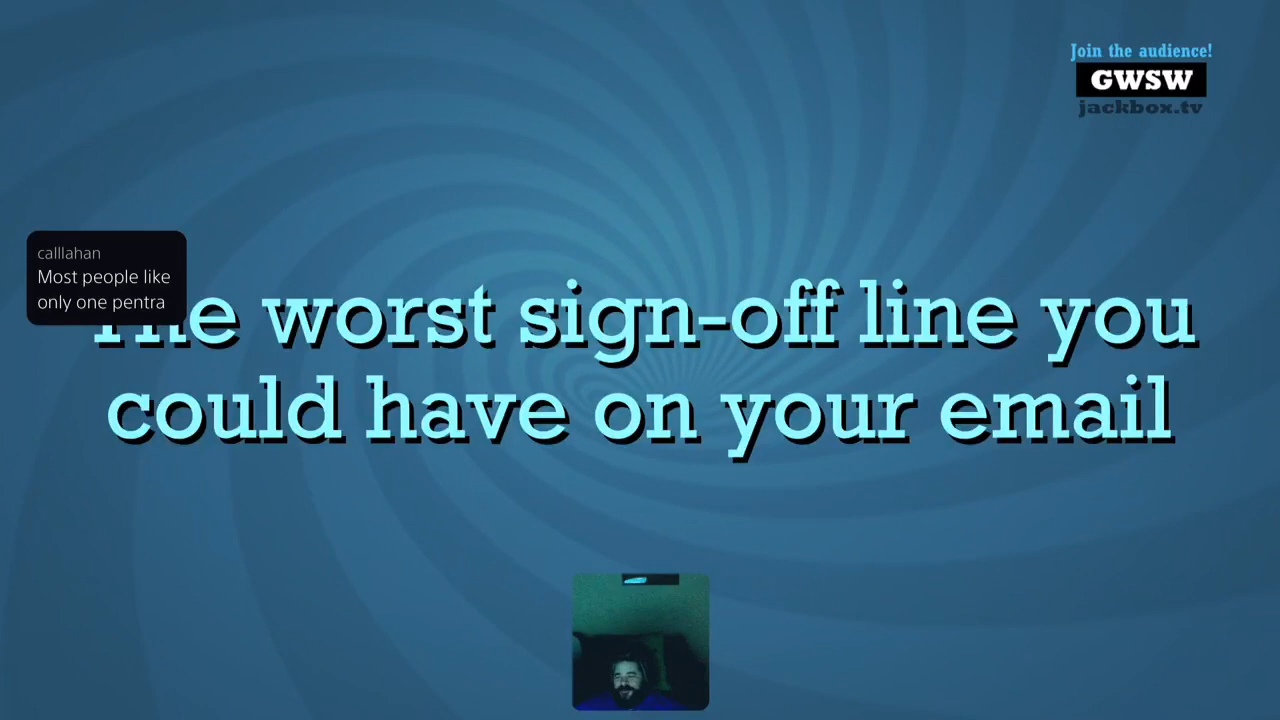 Join the audience!
GWSW
jackbox.tv
calllahan
Most people like
only one pentra
The worst sign-off line you
could have on your email